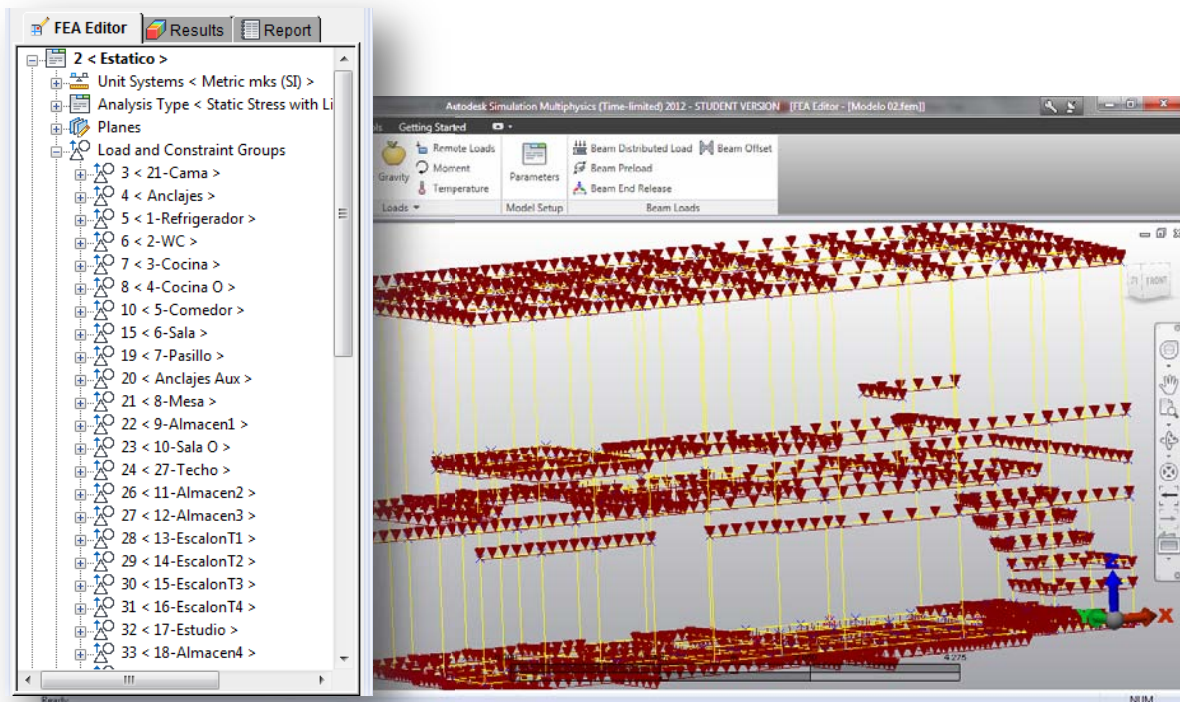 FEA Editor Results Report
2 < Estatico >
Unit Systems < Metric mks (SI) >
Analysis Type < Static Stress with Li
Planes
Load and Constraint Groups
3 < 21-Cama >
4 < Anclajes >
5 < 1-Refrigerador >
6 < 2-WC >
7 < 3-Cocina >
8 < 4-Cocina O >
10 < 5-Comedor >
15 < 6-Sala >
19 < 7-Pasillo >
20 < Anclajes Aux >
21 < 8-Mesa >
22 < 9-Almacen1 >
23 < 10-Sala O >
24 < 27-Techo >
26 < 11-Almacen2 >
27 < 12-Almacen3 >
28 < 13-EscalonT1 >
29 < 14-EscalonT2 >
30 < 15-EscalonT3 >
31 < 16-EscalonT4 >
32 < 17-Estudio >
33 < 18-Almacen4 >
Ready
Autodesk Simulation Multiphysics (Time-limited) 2012 - STUDENT VERSION [FEA Editor - [Modelo 02.fem]]
ols Getting Started
Gravity
Remote Loads
Moment
Temperature
Loads
Parameters
Model Setup
Beam Distributed Load Beam Offset
Beam Preload
Beam End Release
Beam Loads
FRONT
Z
X
4.275
NUM